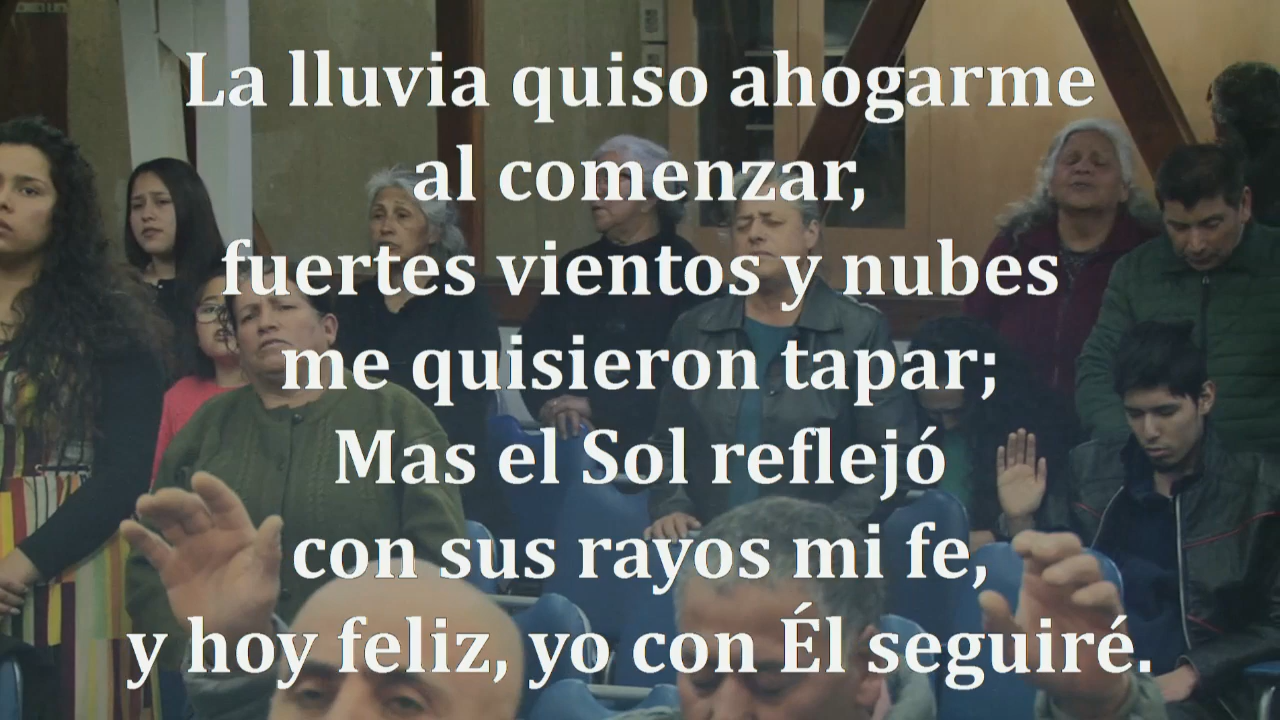 La lluvia quiso ahogarme
al comenzar,
fuertes vientos y nubes
me quisieron tapar;
Mas el Sol reflejó
con sus rayos mi fe,
y hoy feliz, yo con Él seguiré.